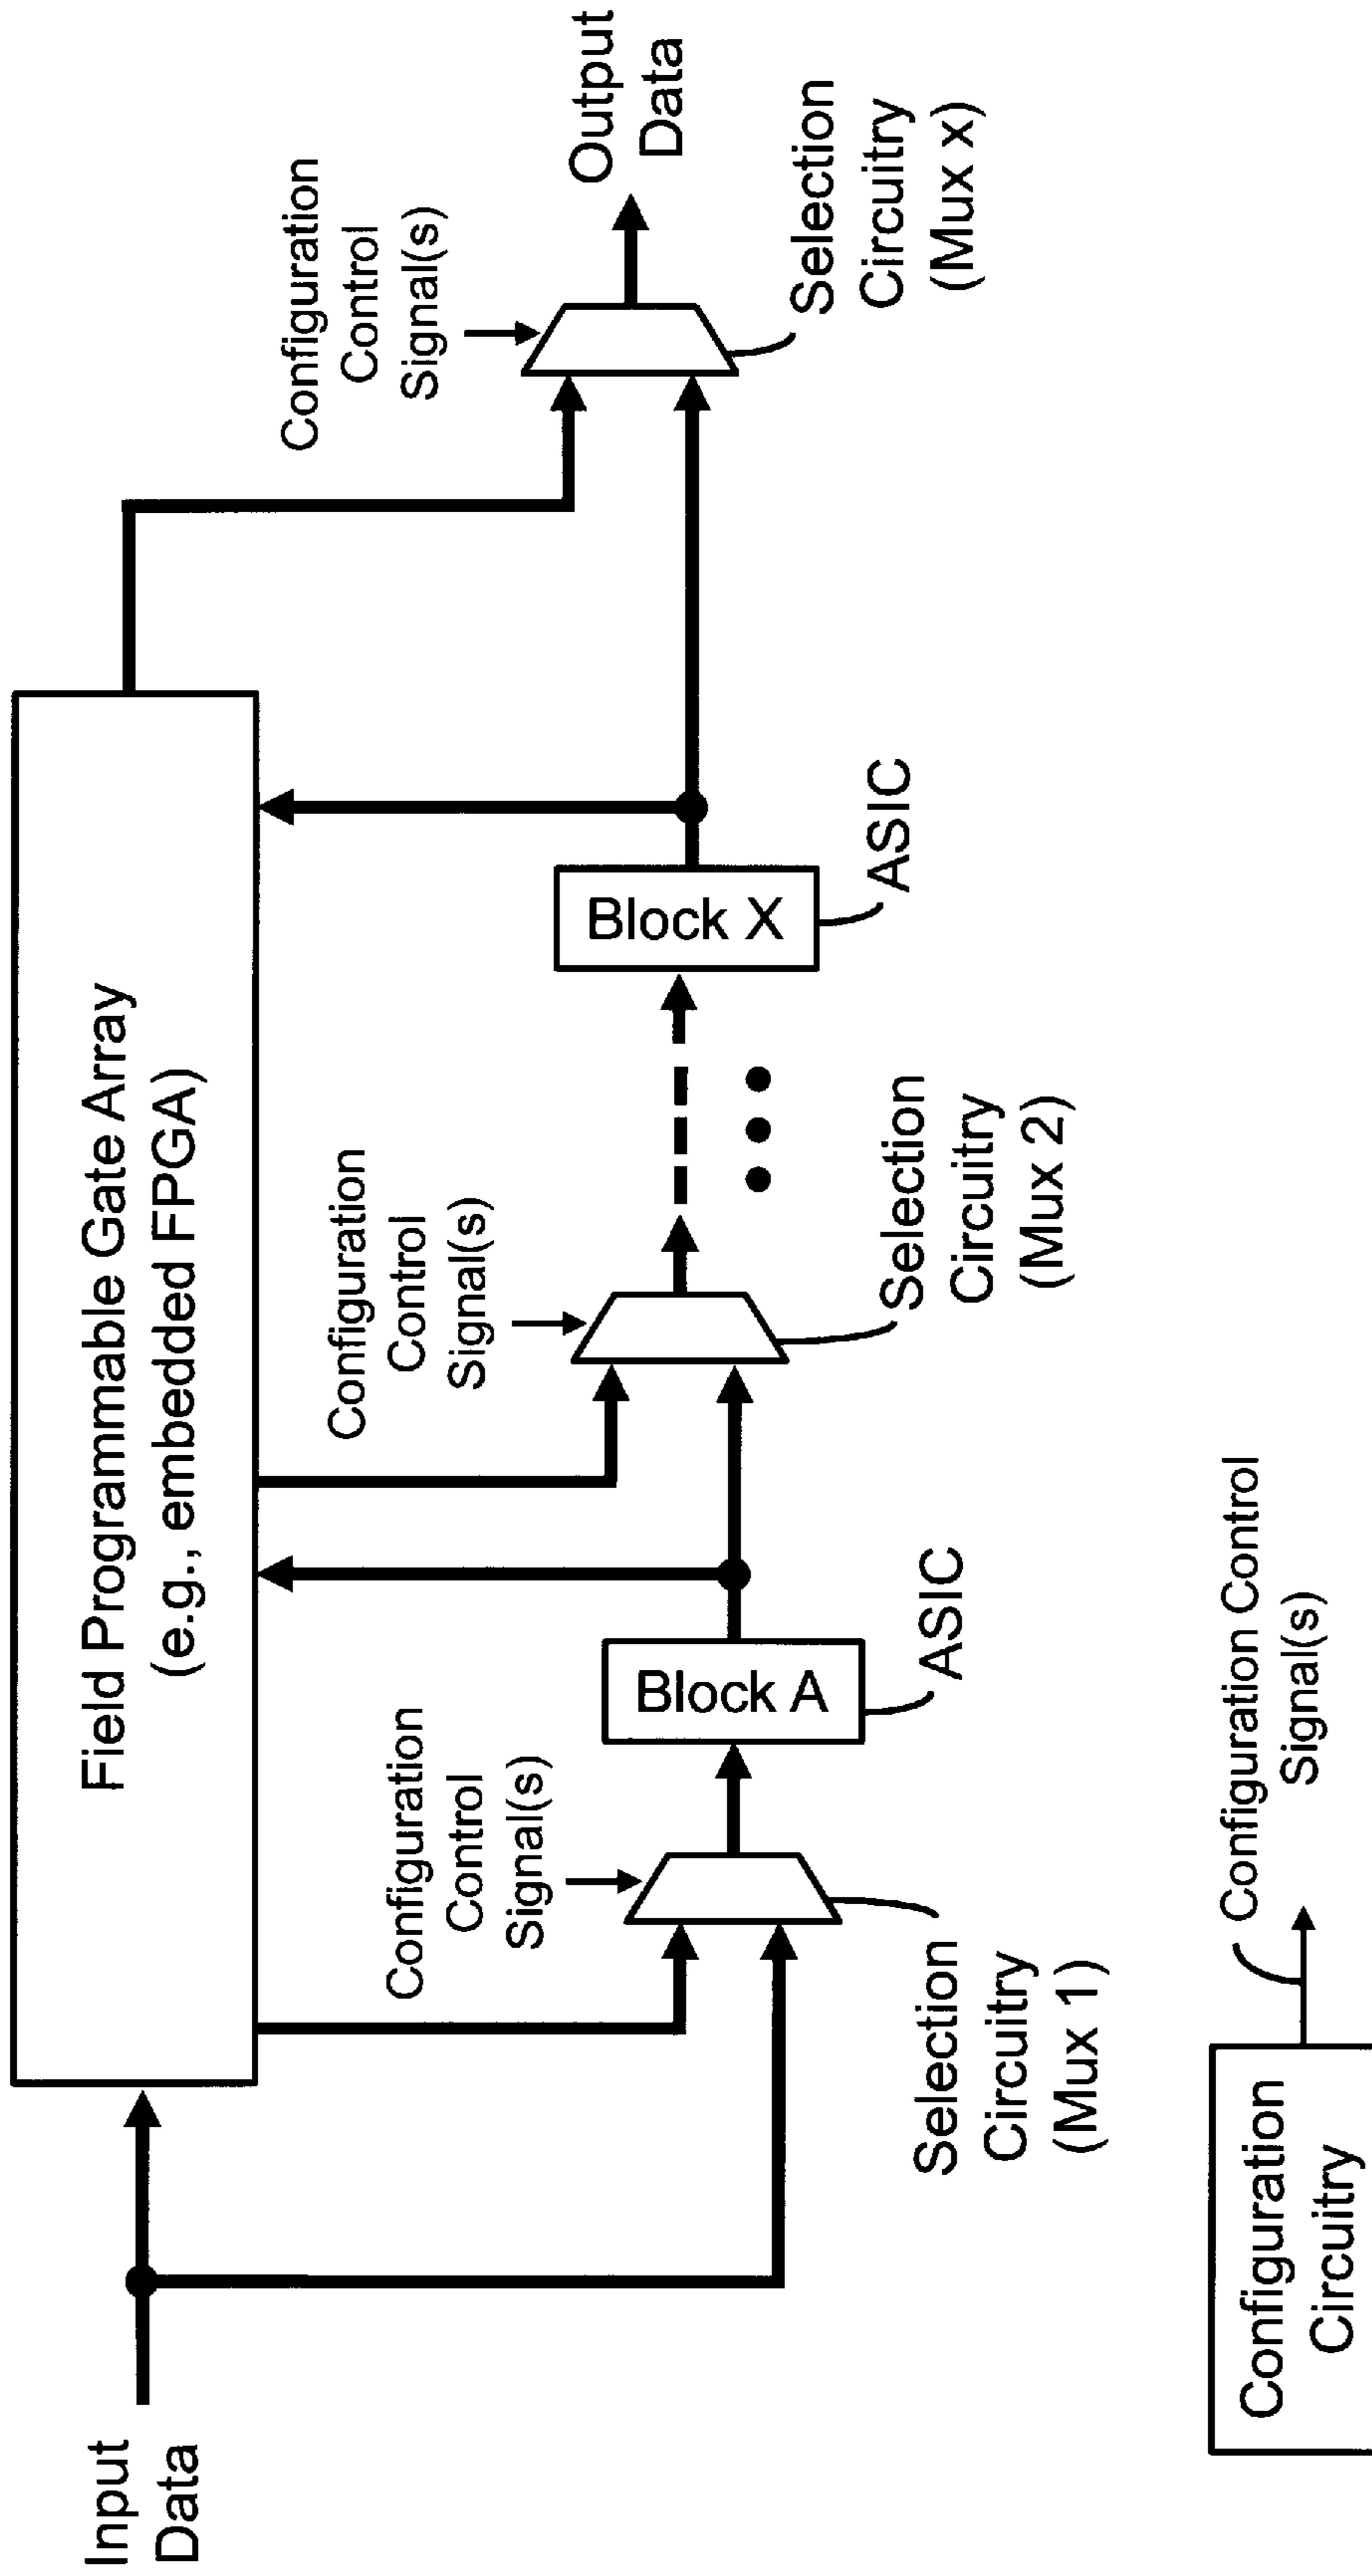 Input
Data
Field Programmable Gate Array
(e.g., embedded FPGA)
Configuration
Control
Signal(s)
Selection
Circuitry
(Mux 1)
Block A
ASIC
Configuration
Control
Signal(s)
Selection
Circuitry
(Mux 2)
Block X
ASIC
Configuration
Control
Signal(s)
Selection
Circuitry
(Mux x)
Output
Data
Configuration
Circuitry
Configuration Control
Signal(s)